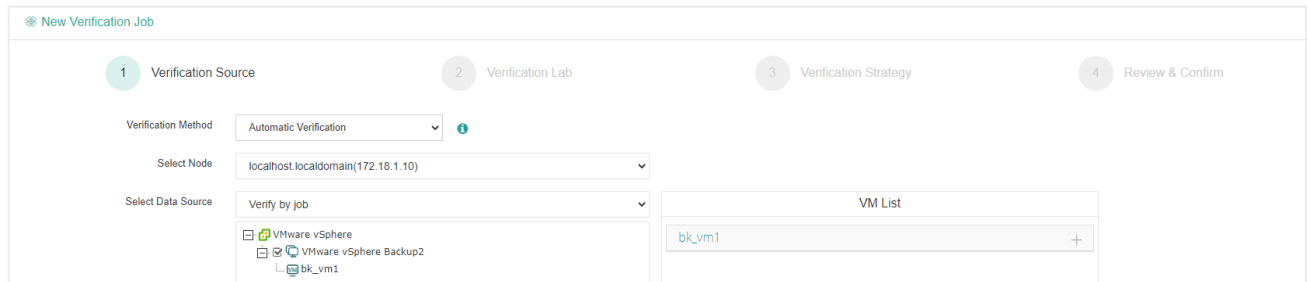 New Verification Job
1 Verification Source
2 Verification Lab
3 Verification Strategy
4 Review & Confirm
Verification Method
Automatic Verification
Select Node
localhost.localdomain(172.18.1.10)
Select Data Source
Verify by job
VM List
VMware vSphere
VMware vSphere Backup2
VM bk_vm1
bk_vm1